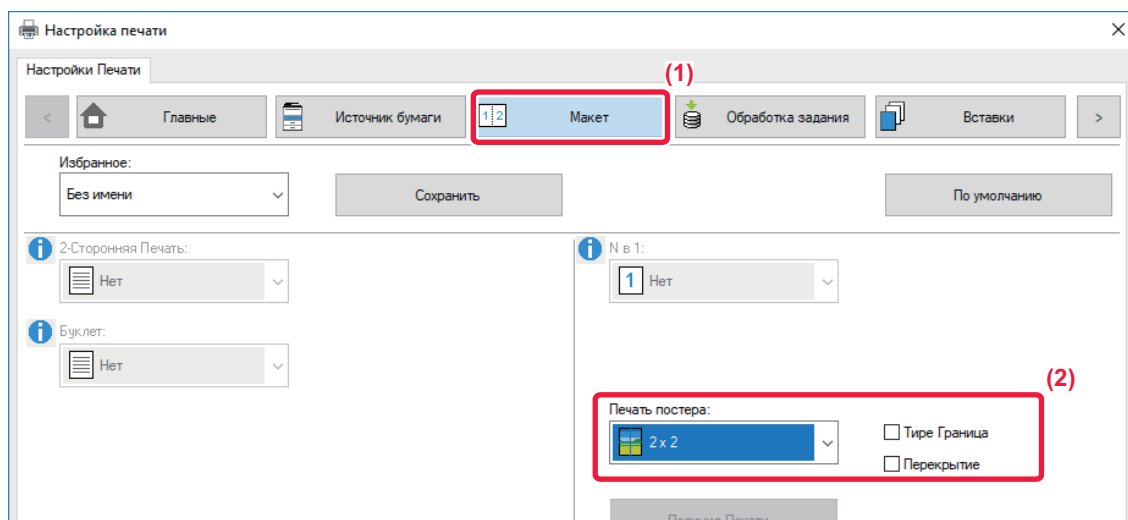 Настройка печати
Настройки Печати
(1)
< Главные Источник бумаги 1 2 Макет Обработка задания Вставки >
Избранное:
Без имени Сохранить По умолчанию
2-Сторонняя Печать:
Нет
Буклет:
Нет
N в 1:
1 Нет
(2)
Печать постера:
2 x 2
Тире Граница
Перекрытие